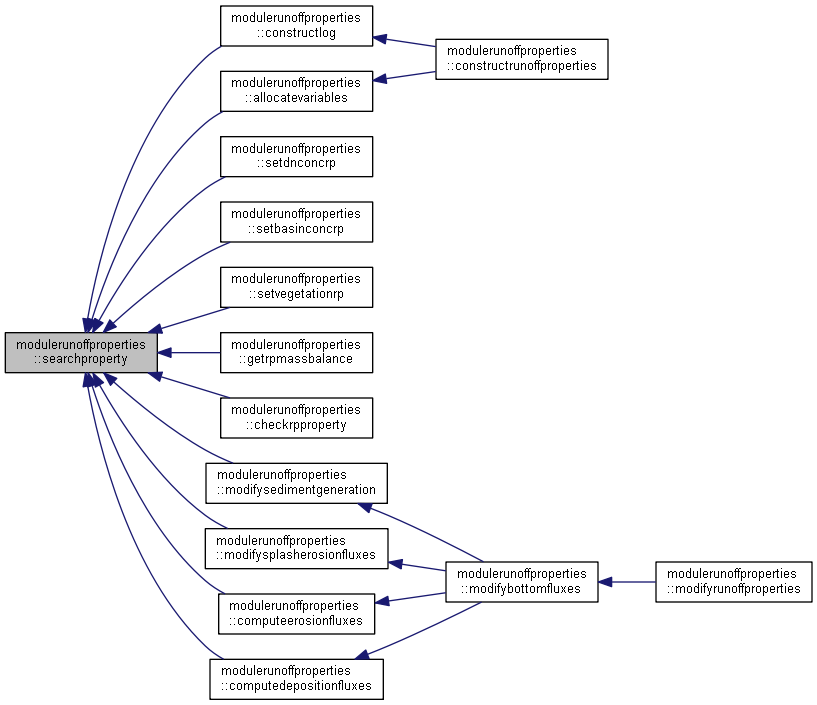 modulerunoffproperties
::constructlog
modulerunoffproperties
::constructrunoffproperties
modulerunoffproperties
::allocatevariables
modulerunoffproperties
::setdnconcrp
modulerunoffproperties
::setbasinconcrp
modulerunoffproperties
::setvegetationrp
modulerunoffproperties
::searchproperty
modulerunoffproperties
::getrpmassbalance
modulerunoffproperties
::checkrpproperty
modulerunoffproperties
::modifysedimentgeneration
modulerunoffproperties
::modifysplasherosionfluxes
modulerunoffproperties
::modifybottomfluxes
modulerunoffproperties
::modifyrunoffproperties
modulerunoffproperties
::computeerosionfluxes
modulerunoffproperties
::computedepositionfluxes